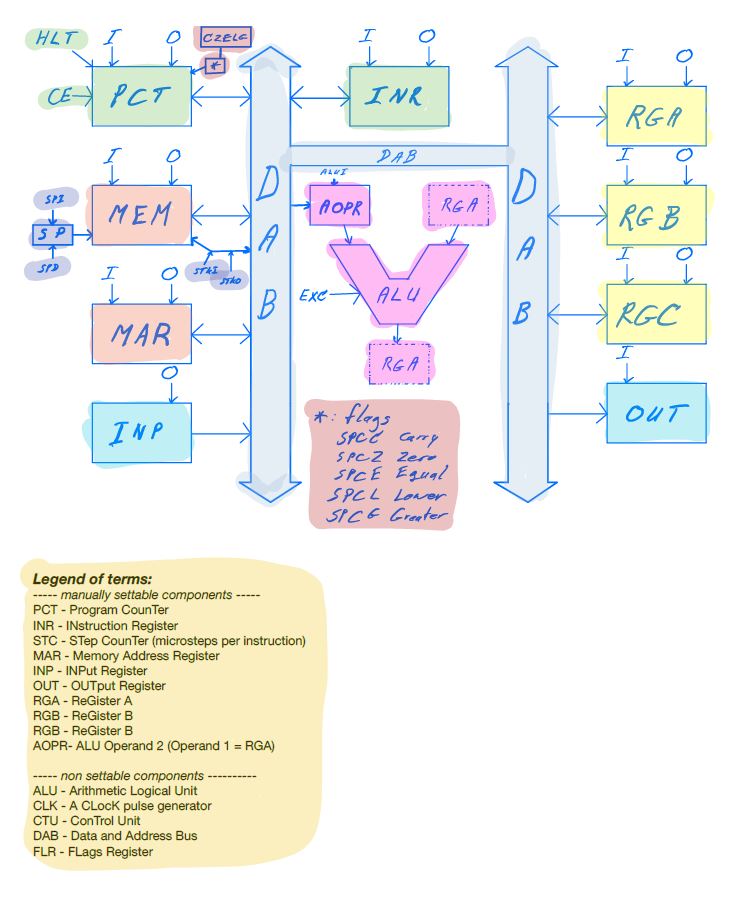 HLT I O CZELG
*
I O
CE PCT
INR
I O
RGA
DAB
I O
MEM
SPI
SP
SPD
STKI STKO
ALUI
AOPR RGA
I O
RGB
DAB
DAB
I O
MAR
EXC ALU
I O
RGC
RGA
O
INP
I
OUT
*: flags
SPCC Carry
SPCZ Zero
SPCE Equal
SPCL Lower
SPCG Greater
Legend of terms:
----- manually settable components -----
PCT - Program CounTer
INR - INstruction Register
STC - STep CounTer (microsteps per instruction)
MAR - Memory Address Register
INP - INPut Register
OUT - OUTput Register
RGA - ReGister A
RGB - ReGister B
RGB - ReGister B
AOPR- ALU Operand 2 (Operand 1 = RGA)
----- non settable components ----------
ALU - Arithmetic Logical Unit
CLK - A CLocK pulse generator
CTU - ConTrol Unit
DAB - Data and Address Bus
FLR - FLags Register